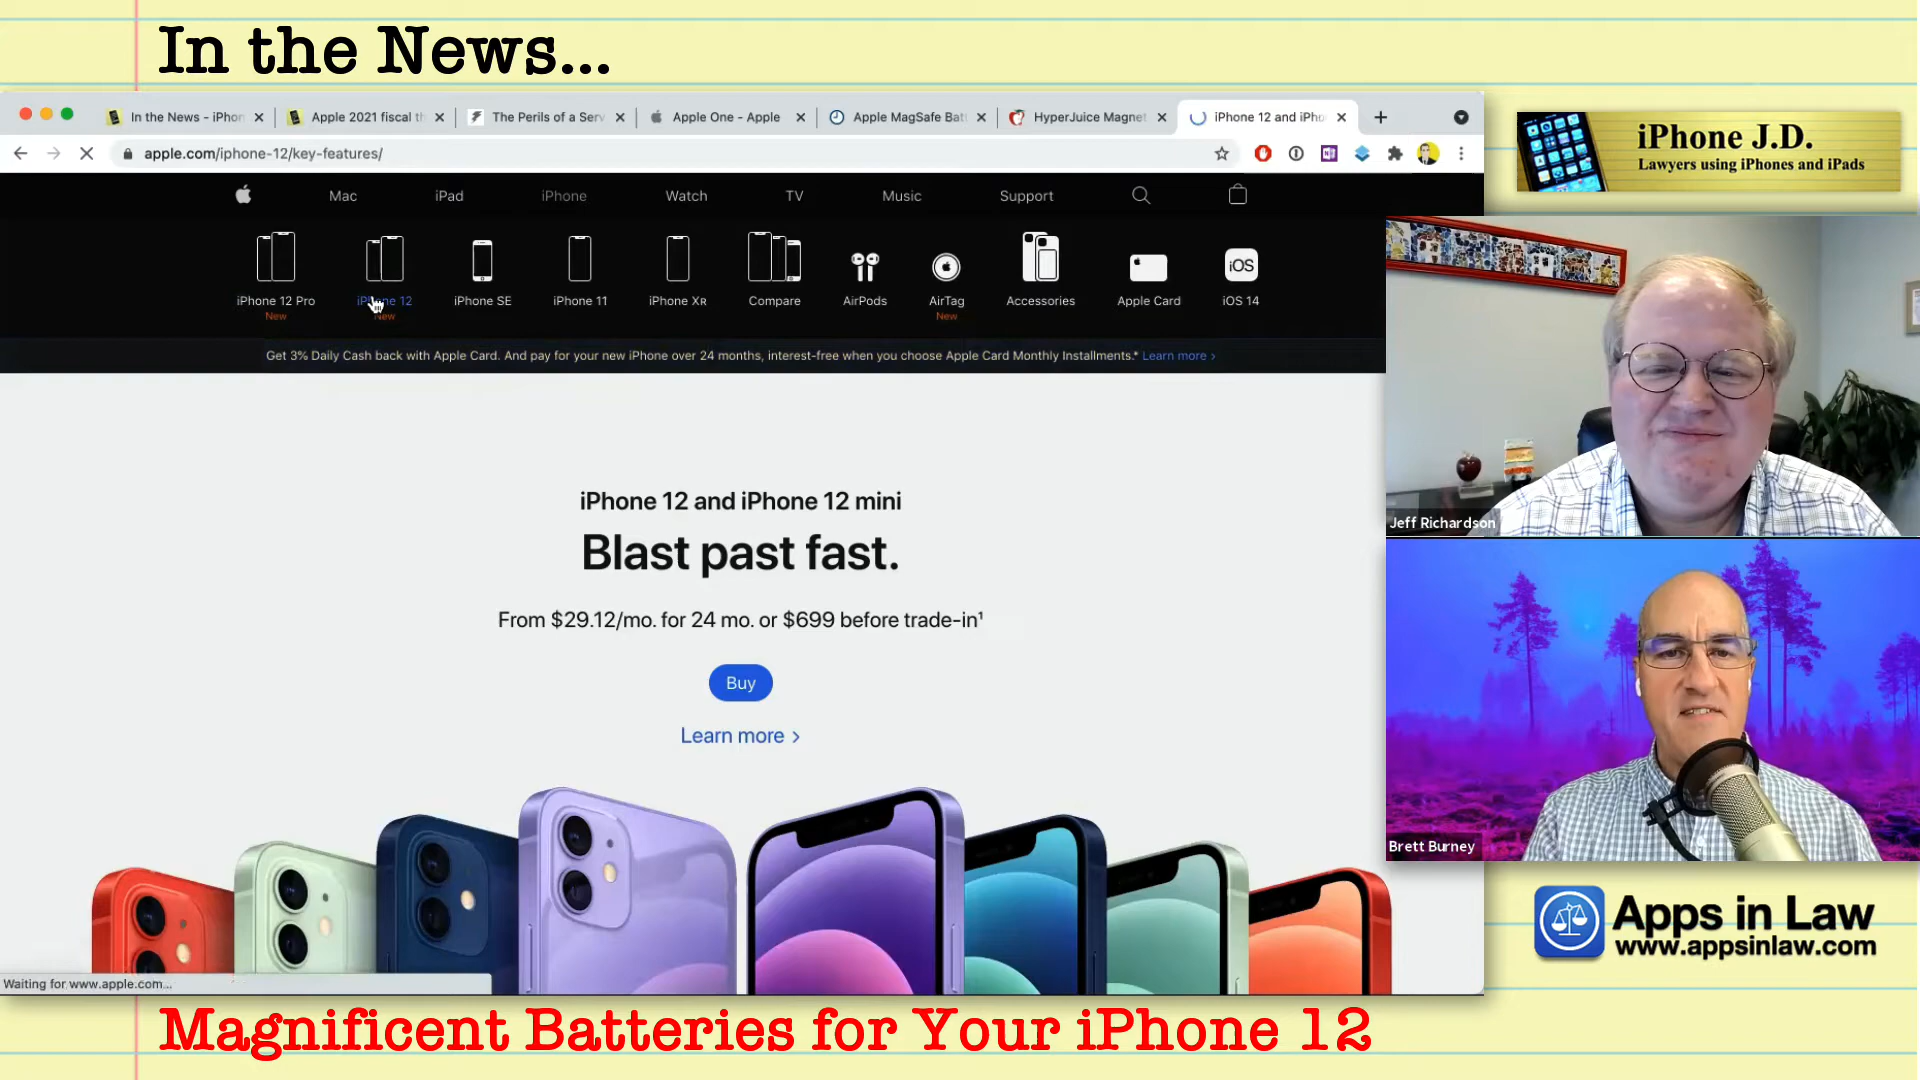 In the News...
In the News - iPhon
Apple 2021 fiscal th
The Perils of a Serv
Apple One - Apple
Apple MagSafe Batt
HyperJuice Magnet
iPhone 12 and iPho
apple.com/iphone-12/key-features/
Mac
iPad
iPhone
Watch
TV
Music
Support
iPhone 12 Pro
New
iPhone 12
New
iPhone SE
iPhone 11
iPhone XR
Compare
AirPods
AirTag
New
Accessories
Apple Card
iOS
iOS 14
Get 3% Daily Cash back with Apple Card. And pay for your new iPhone over 24 months, interest-free when you choose Apple Card Monthly Installments.* Learn more >
iPhone 12 and iPhone 12 mini
Blast past fast.
From $29.12/mo. for 24 mo. or $699 before trade-in¹
Buy
Learn more >
Waiting for www.apple.com...
iPhone J.D.
Lawyers using iPhones and iPads
Jeff Richardson
Brett Burney
Apps in Law
www.appsinlaw.com
Magnificent Batteries for Your iPhone 12